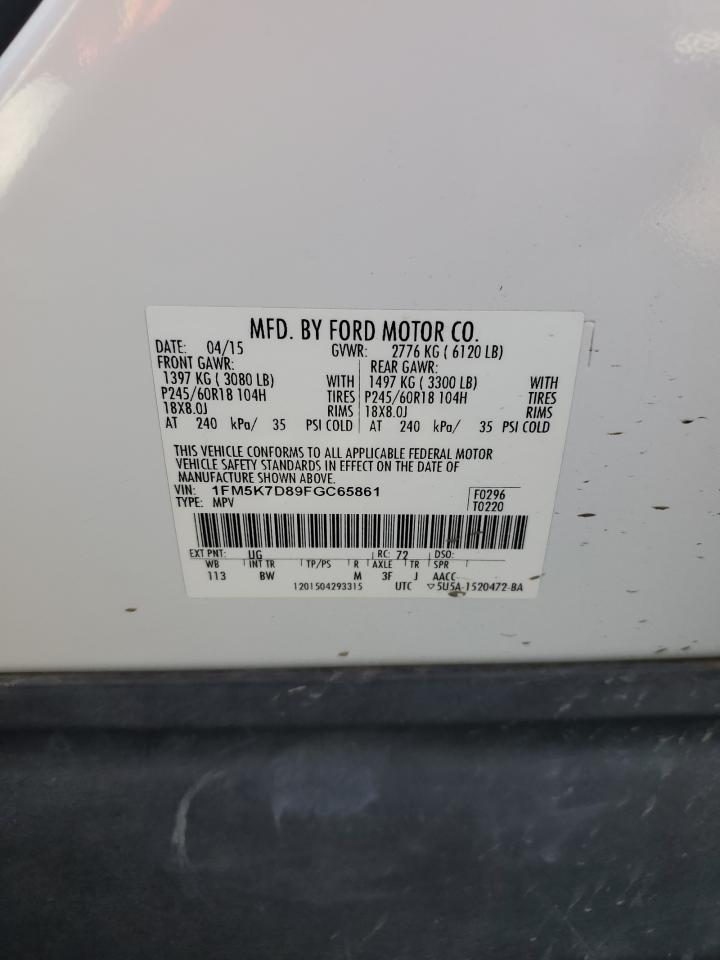 MFD. BY FORD MOTOR CO.
DATE: 04/15 GVWR: 2776 KG ( 6120 LB)
FRONT GAWR: REAR GAWR:
1397 KG ( 3080 LB) WITH 1497 KG ( 3300 LB) WITH
P245/60R18 104H TIRES P245/60R18 104H TIRES
18X8.0J RIMS 18X8.0J RIMS
AT 240 kPa/ 35 PSI COLD AT 240 kPa/ 35 PSI COLD
THIS VEHICLE CONFORMS TO ALL APPLICABLE FEDERAL MOTOR
VEHICLE SAFETY STANDARDS IN EFFECT ON THE DATE OF
MANUFACTURE SHOWN ABOVE.
VIN: 1FM5K7D89FGC65861 F0296
TYPE: MPV T0220
EXT PNT: UG RC: 72 DSO:
WB INT TR TP/PS R AXLE TR SPR
113 BW M 3F J AACC
1201504293315 UTC ▽5U5A-1520472-BA